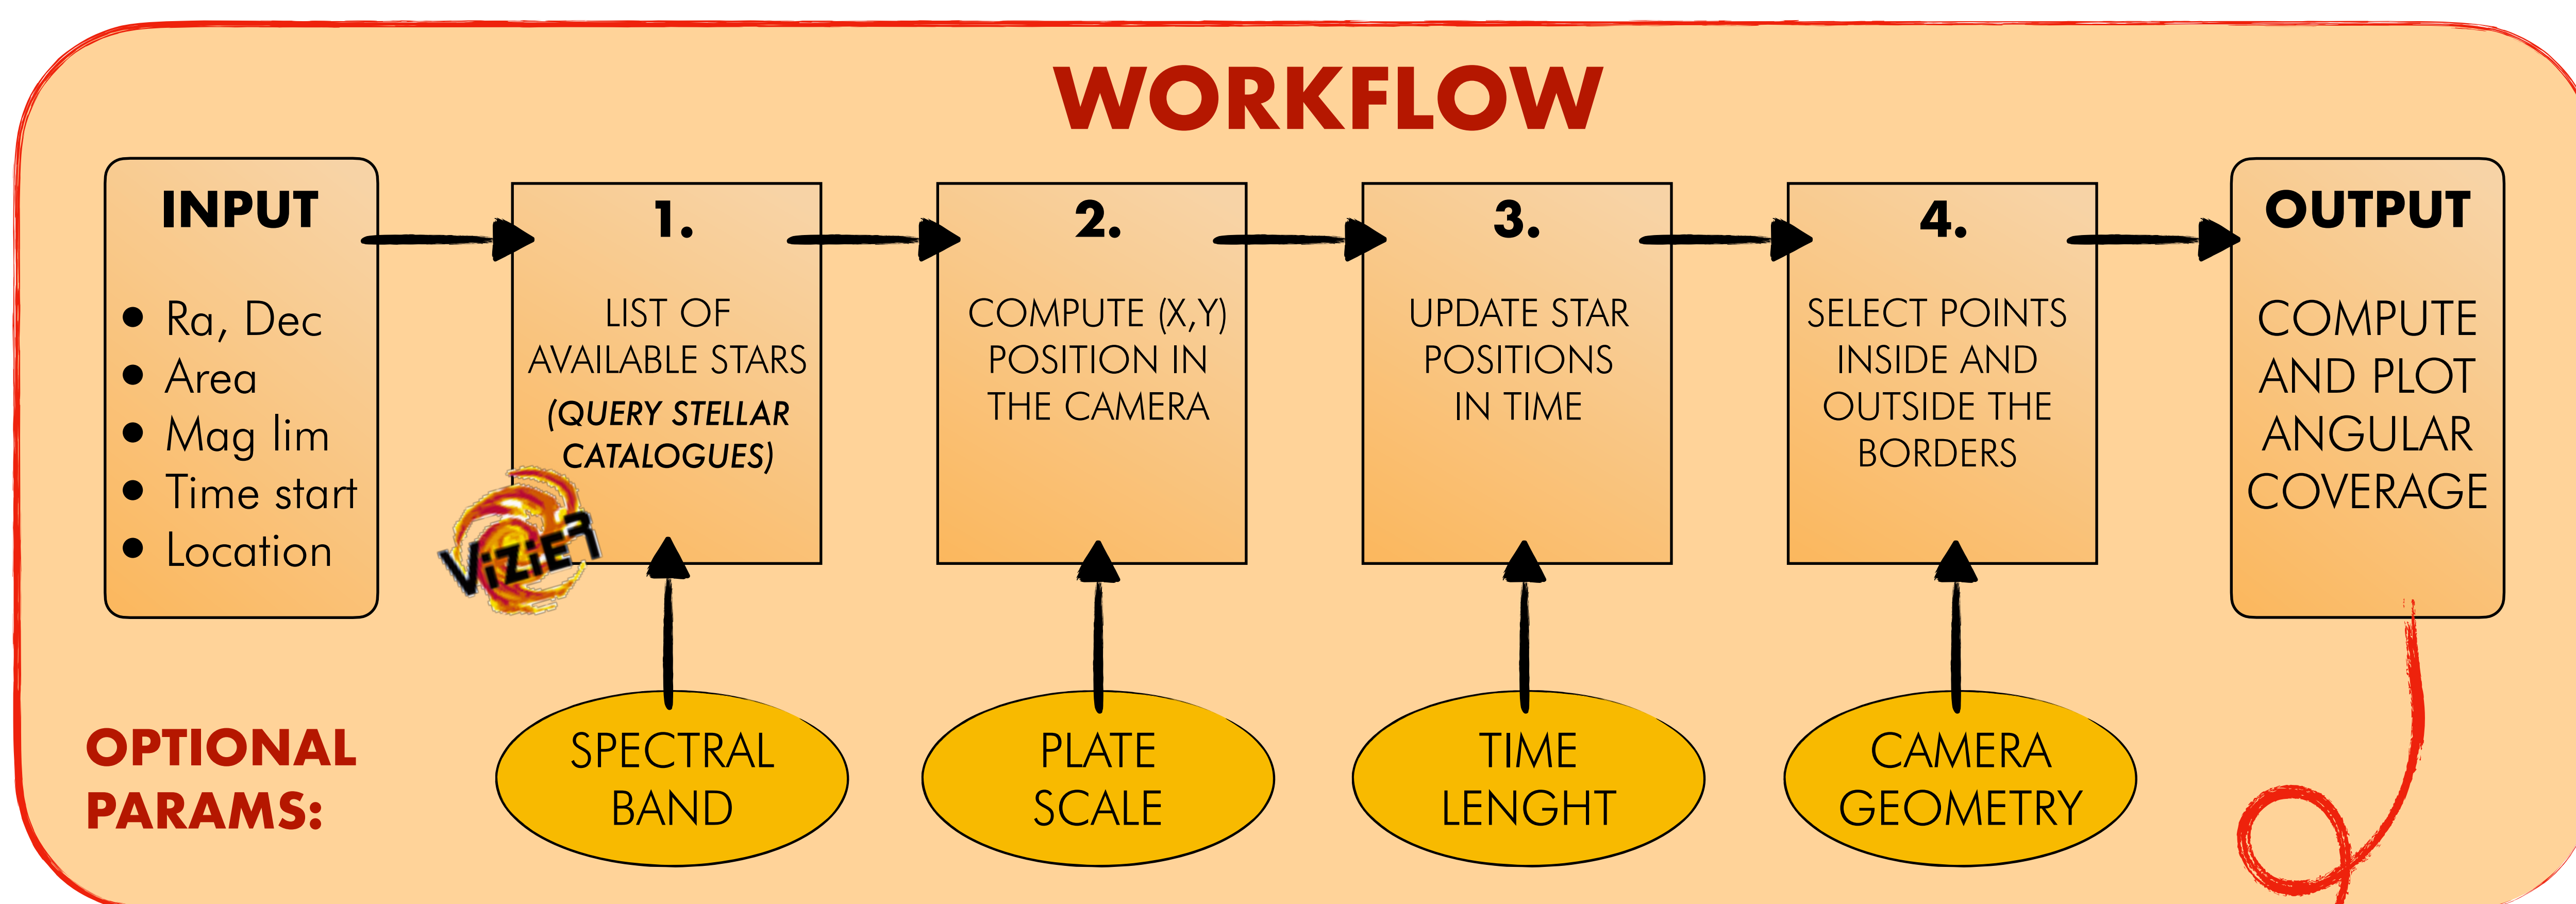 WORKFLOW
INPUT
• Ra, Dec
• Area
• Mag lim
• Time start
• Location
1.
LIST OF
AVAILABLE STARS
(QUERY STELLAR
CATALOGUES)
ViZiER
2.
COMPUTE (X,Y)
POSITION IN
THE CAMERA
3.
UPDATE STAR
POSITIONS
IN TIME
4.
SELECT POINTS
INSIDE AND
OUTSIDE THE
BORDERS
OUTPUT
COMPUTE
AND PLOT
ANGULAR
COVERAGE
OPTIONAL
PARAMS:
SPECTRAL
BAND
PLATE
SCALE
TIME
LENGHT
CAMERA
GEOMETRY